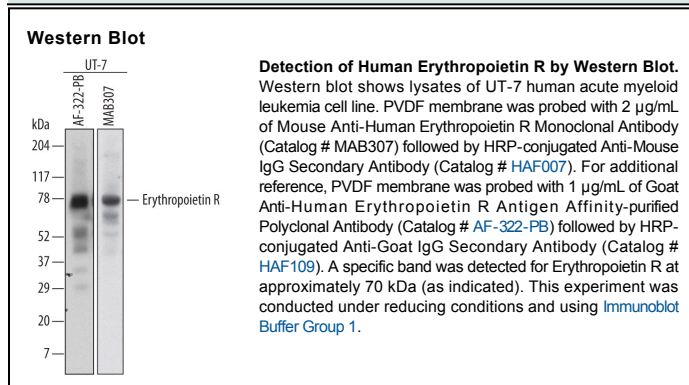 Western Blot
UT-7
AF-322-PB
MAB307
kDa
204
117
78
Erythropoietin R
52
37
29
20
7
Detection of Human Erythropoietin R by Western Blot.
Western blot shows lysates of UT-7 human acute myeloid
leukemia cell line. PVDF membrane was probed with 2 µg/mL
of Mouse Anti-Human Erythropoietin R Monoclonal Antibody
(Catalog # MAB307) followed by HRP-conjugated Anti-Mouse
IgG Secondary Antibody (Catalog # HAF007). For additional
reference, PVDF membrane was probed with 1 µg/mL of Goat
Anti-Human Erythropoietin R Antigen Affinity-purified
Polyclonal Antibody (Catalog # AF-322-PB) followed by HRP-
conjugated Anti-Goat IgG Secondary Antibody (Catalog #
HAF109). A specific band was detected for Erythropoietin R at
approximately 70 kDa (as indicated). This experiment was
conducted under reducing conditions and using Immunoblot
Buffer Group 1.